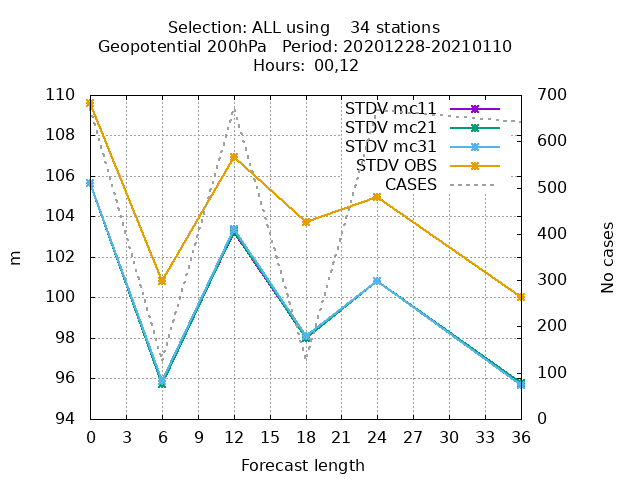 Selection: ALL using    34 stations
Geopotential 200hPa   Period: 20201228-20210110
Hours:  00,12
110
108
106
104
102
100
98
96
94
m
700
600
500
400
300
200
100
0
No cases
STDV mc11
STDV mc21
STDV mc31
STDV OBS
CASES
0 3 6 9 12 15 18 21 24 27 30 33 36
Forecast length